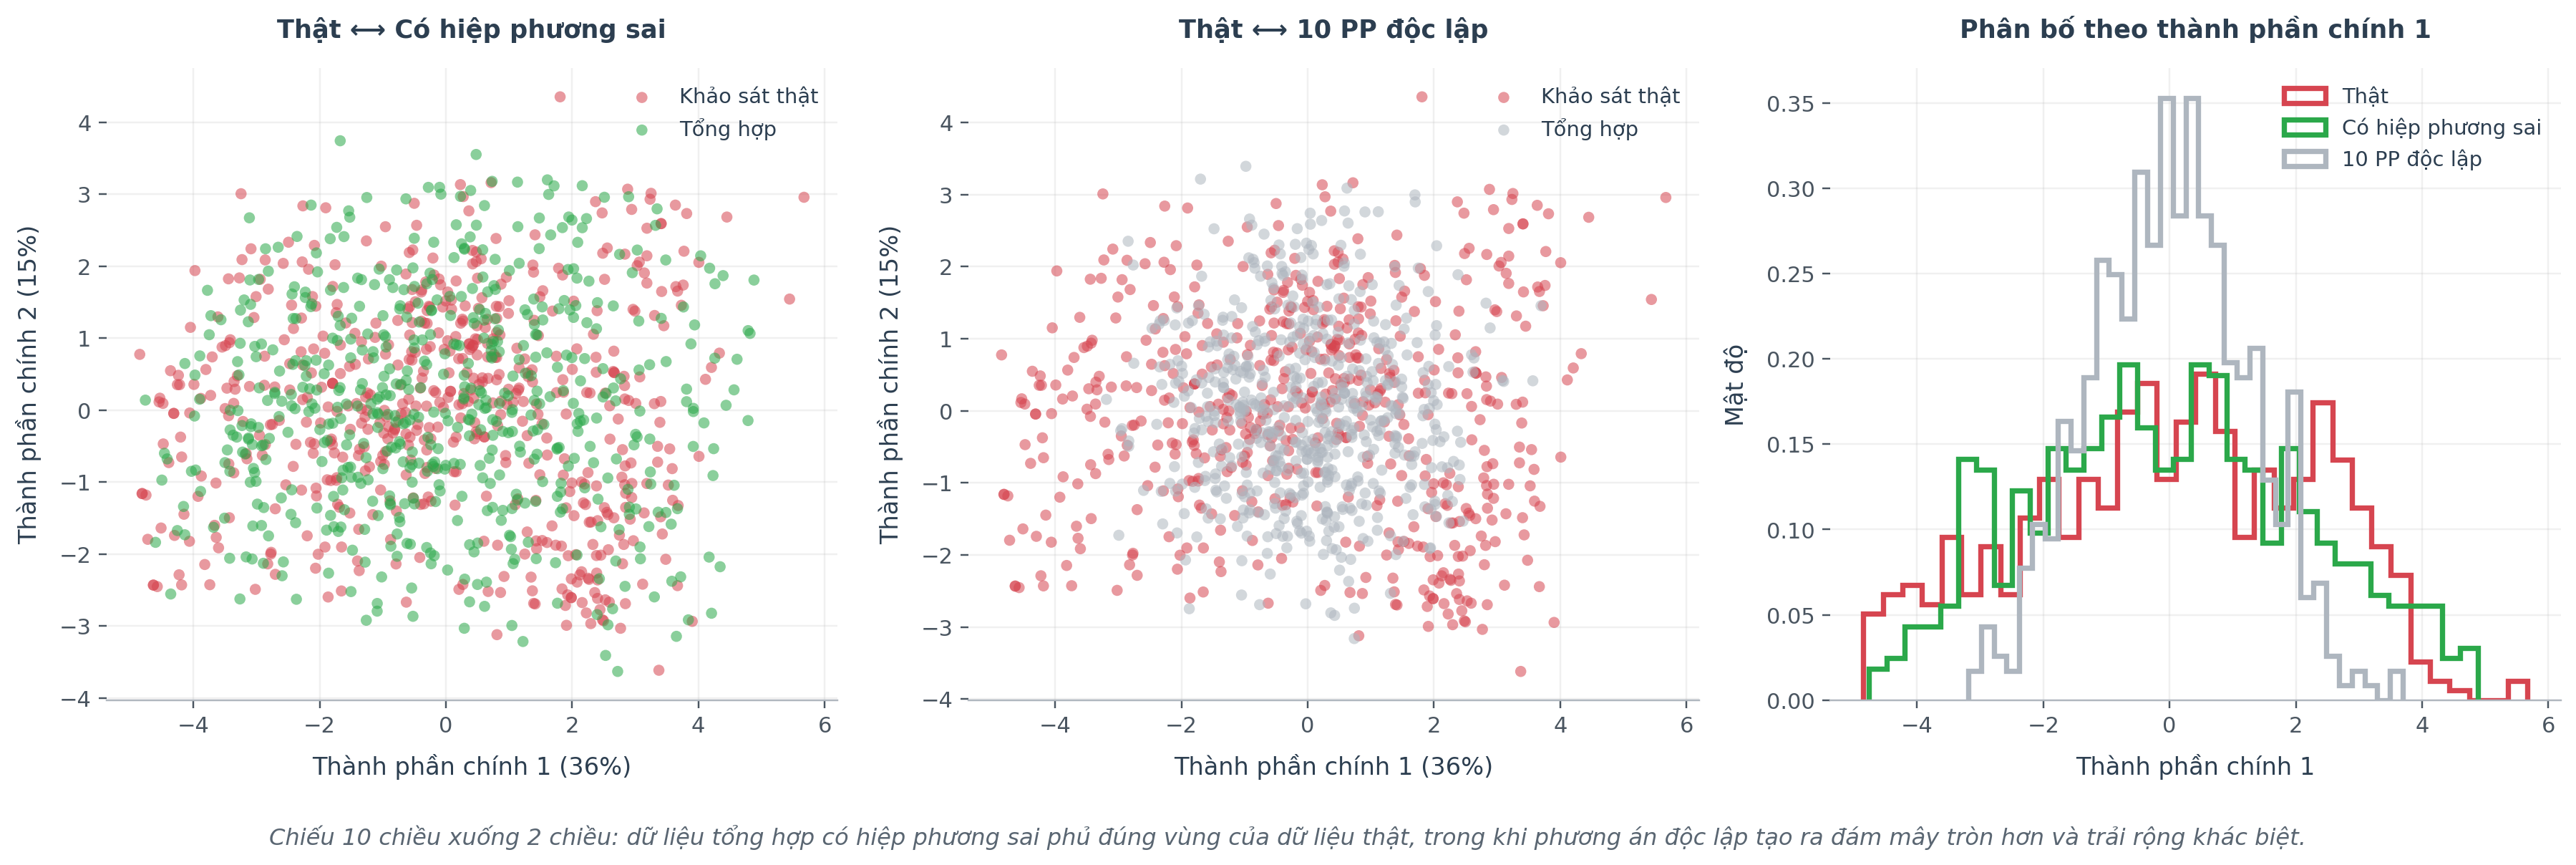 Thật ⟷ Có hiệp phương sai
Khảo sát thật
Tổng hợp
4
3
2
1
0
−1
−2
−3
−4
Thành phần chính 2 (15%)
−4
−2
0
2
4
6
Thành phần chính 1 (36%)
Thật ⟷ 10 PP độc lập
Khảo sát thật
Tổng hợp
4
3
2
1
0
−1
−2
−3
−4
Thành phần chính 2 (15%)
−4
−2
0
2
4
6
Thành phần chính 1 (36%)
Phân bố theo thành phần chính 1
Thật
Có hiệp phương sai
10 PP độc lập
0.35
0.30
0.25
0.20
0.15
0.10
0.05
0.00
Mật độ
−4
−2
0
2
4
6
Thành phần chính 1
Chiếu 10 chiều xuống 2 chiều: dữ liệu tổng hợp có hiệp phương sai phủ đúng vùng của dữ liệu thật, trong khi phương án độc lập tạo ra đám mây tròn hơn và trải rộng khác biệt.